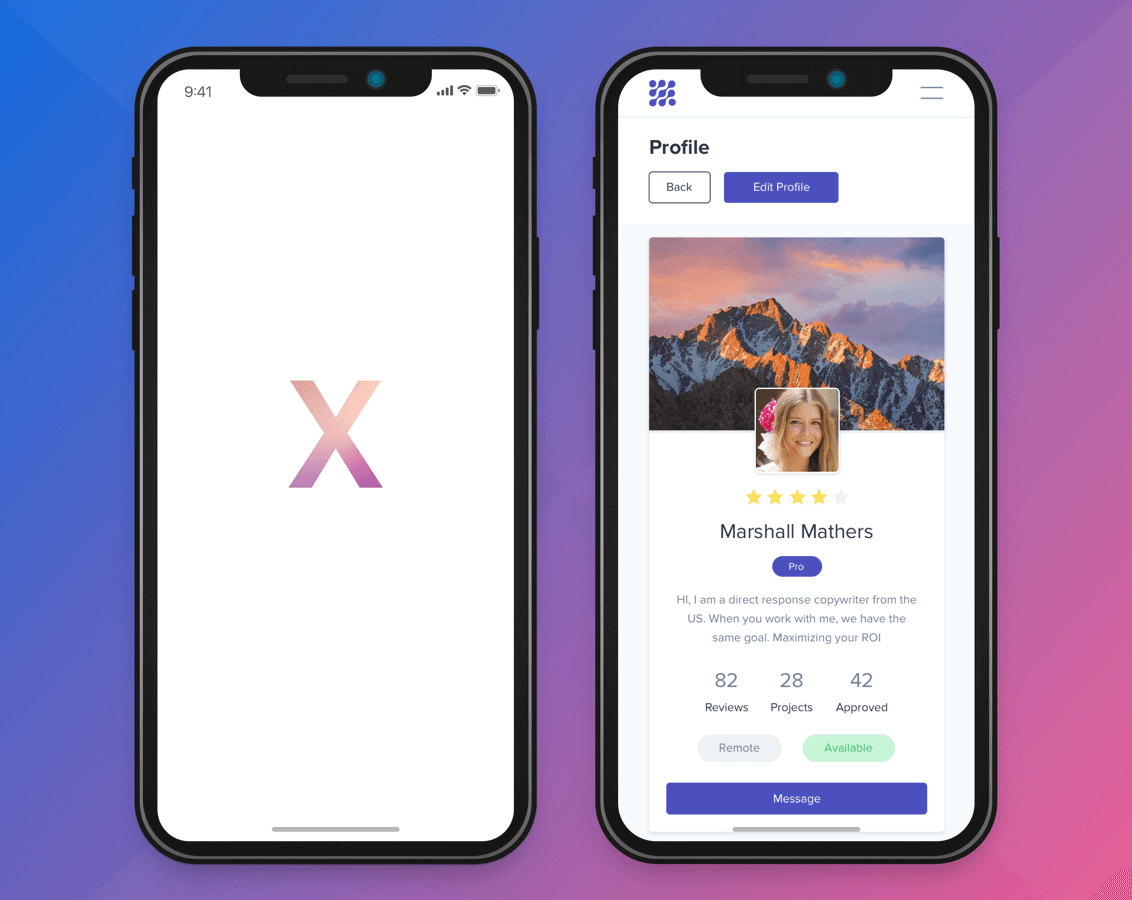 9:41
X
Profile
Back
Edit Profile
Marshall Mathers
Pro
HI, I am a direct response copywriter from the
US. When you work with me, we have the
same goal. Maximizing your ROI
82
28
42
Reviews
Projects
Approved
Remote
Available
Message